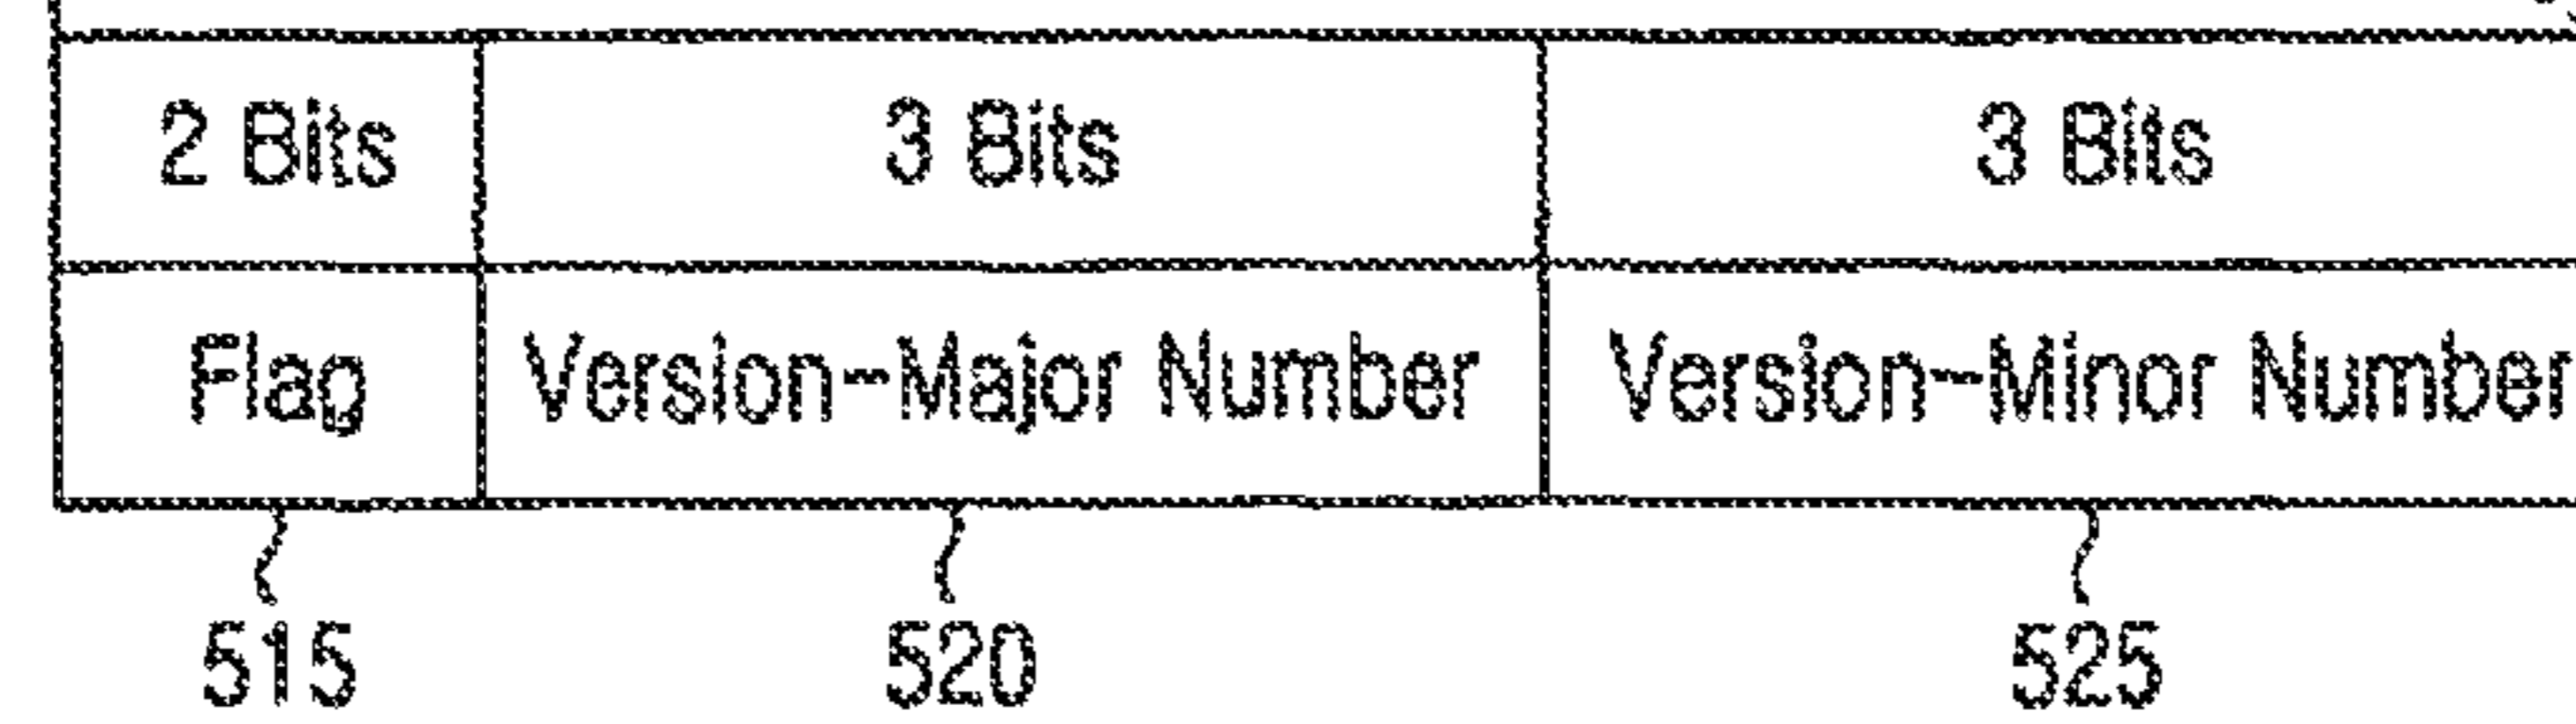 2 Bits 3 Bits 3 Bits
Flag Version-Major Number Version-Minor Number
515 520 525